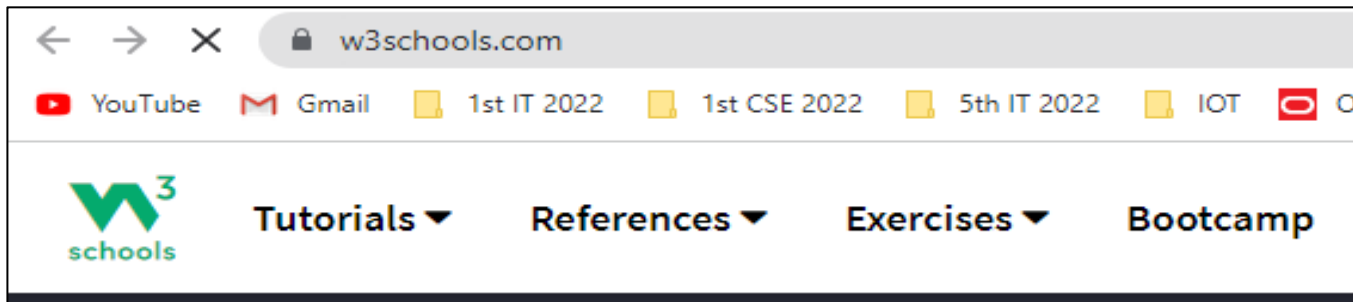 w3schools.com
YouTube Gmail 1st IT 2022 1st CSE 2022 5th IT 2022 IOT
W3 schools Tutorials References Exercises Bootcamp